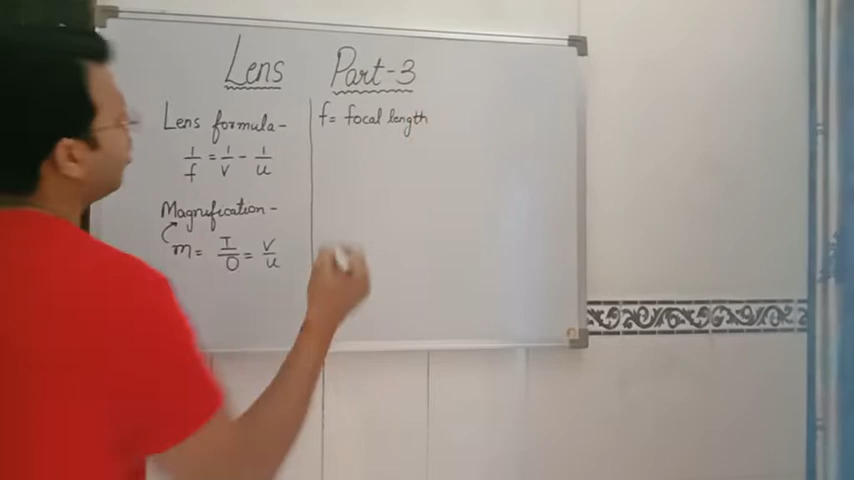 Lens Part-3
Lens formula-
1/f = 1/v - 1/u
Magnification-
m = I/O = v/u
f = focal length